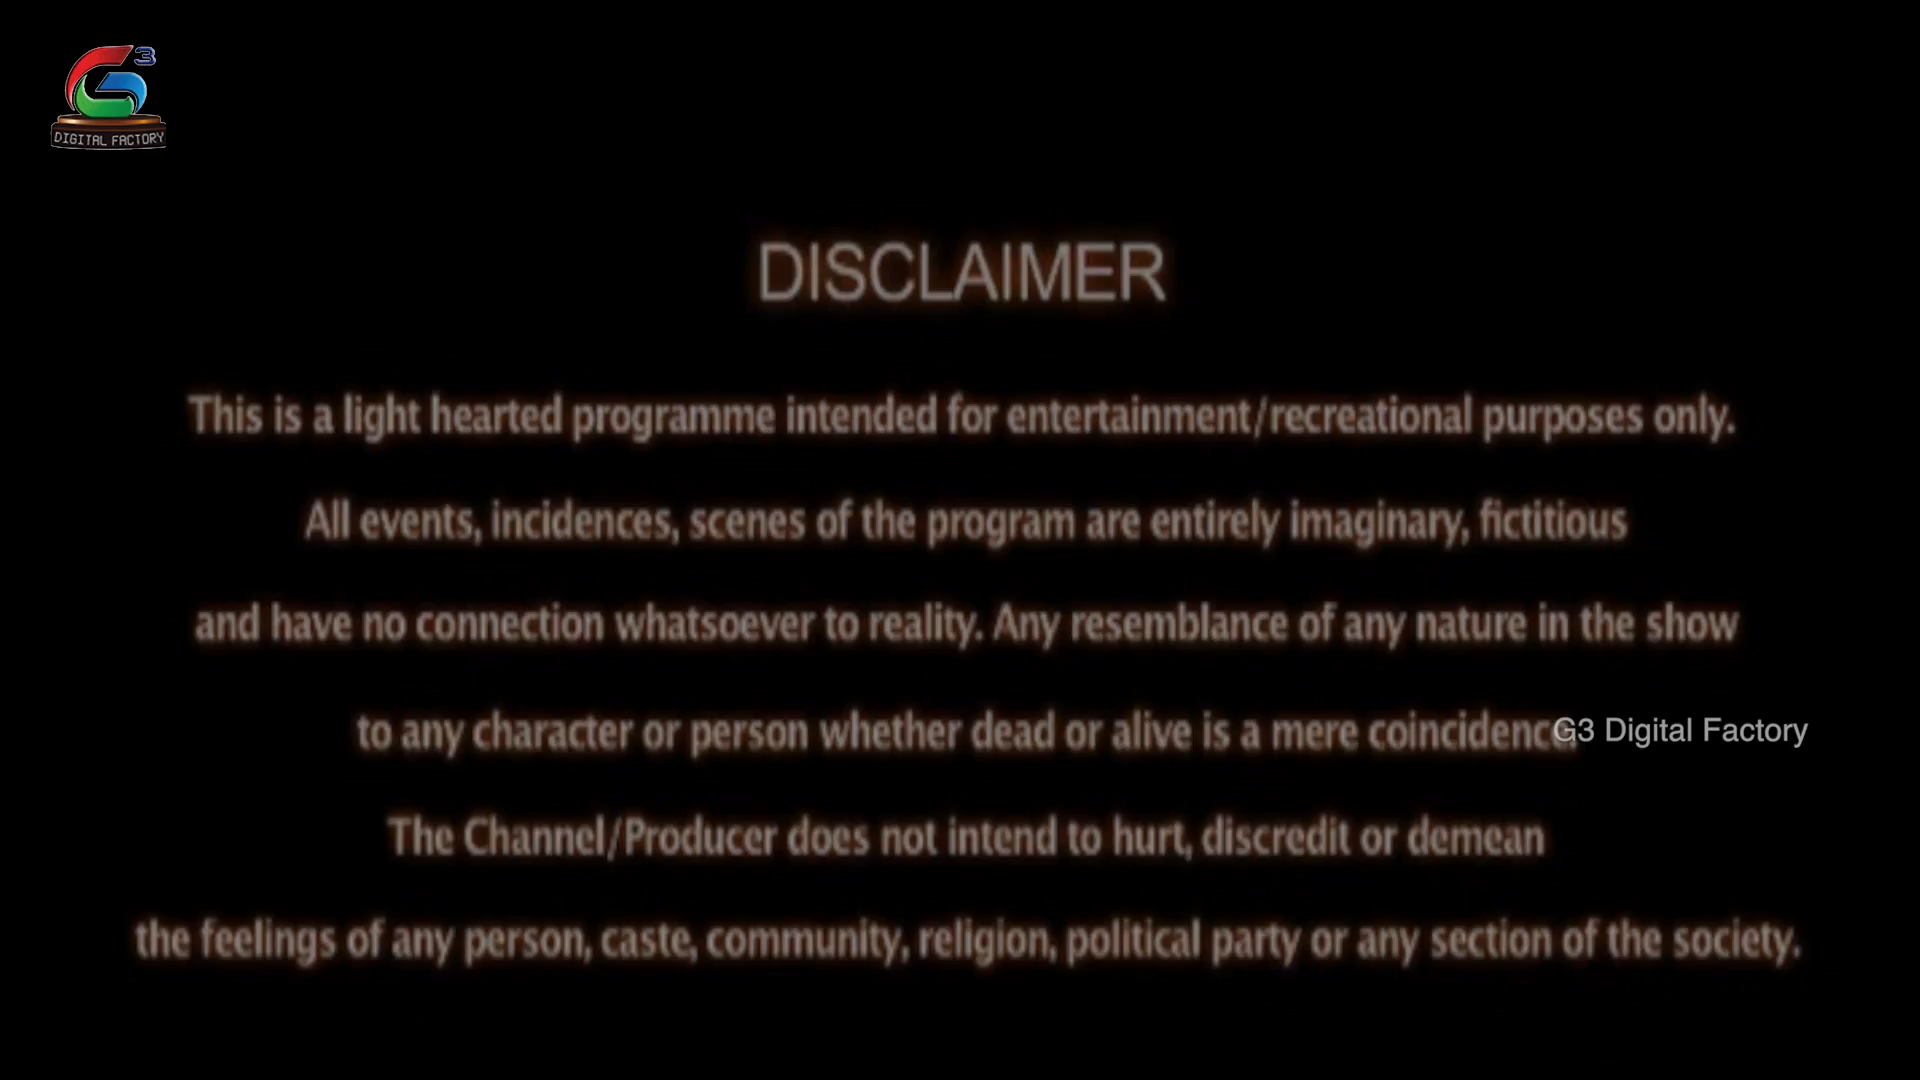 G3
DIGITAL FACTORY
DISCLAIMER
This is a light hearted programme intended for entertainment/recreational purposes only.
All events, incidences, scenes of the program are entirely imaginary, fictitious
and have no connection whatsoever to reality. Any resemblance of any nature in the show
to any character or person whether dead or alive is a mere coincidence.
G3 Digital Factory
The Channel/Producer does not intend to hurt, discredit or demean
the feelings of any person, caste, community, religion, political party or any section of the society.